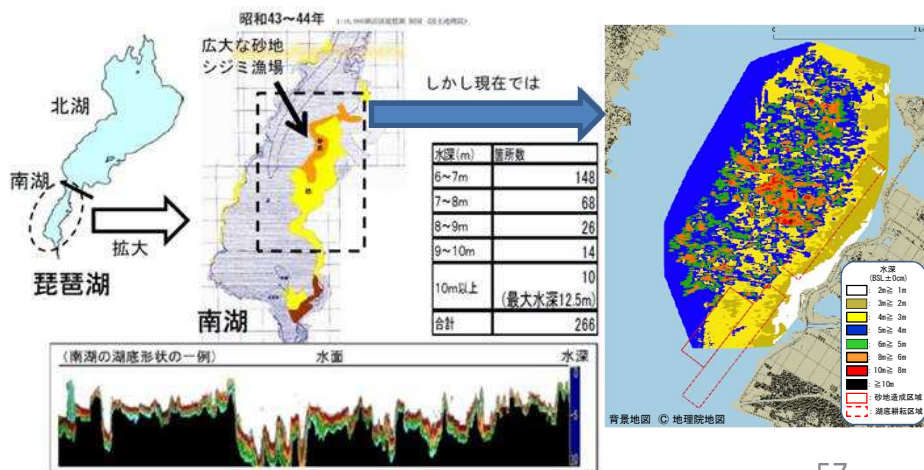 昭和43～44年
広大な砂地
シジミ漁場
しかし現在では
北湖
南湖
拡大
琵琶湖
南湖
水深(m) 箇所数
6～7m 148
7～8m 68
8～9m 26
9～10m 14
10m以上 10
(最大水深12.5m)
合計 266
(南湖の湖底形状の一例) 水面 水深
水深
(BSL±0cm)
: 2m≧ 1m
: 3m≧ 2m
: 4m≧ 3m
: 5m≧ 4m
: 6m≧ 5m
: 8m≧ 6m
: 10m≧ 8m
: ≧10m
: 砂地造成区域
: 湖底耕耘区域
背景地図 © 地理院地図
57